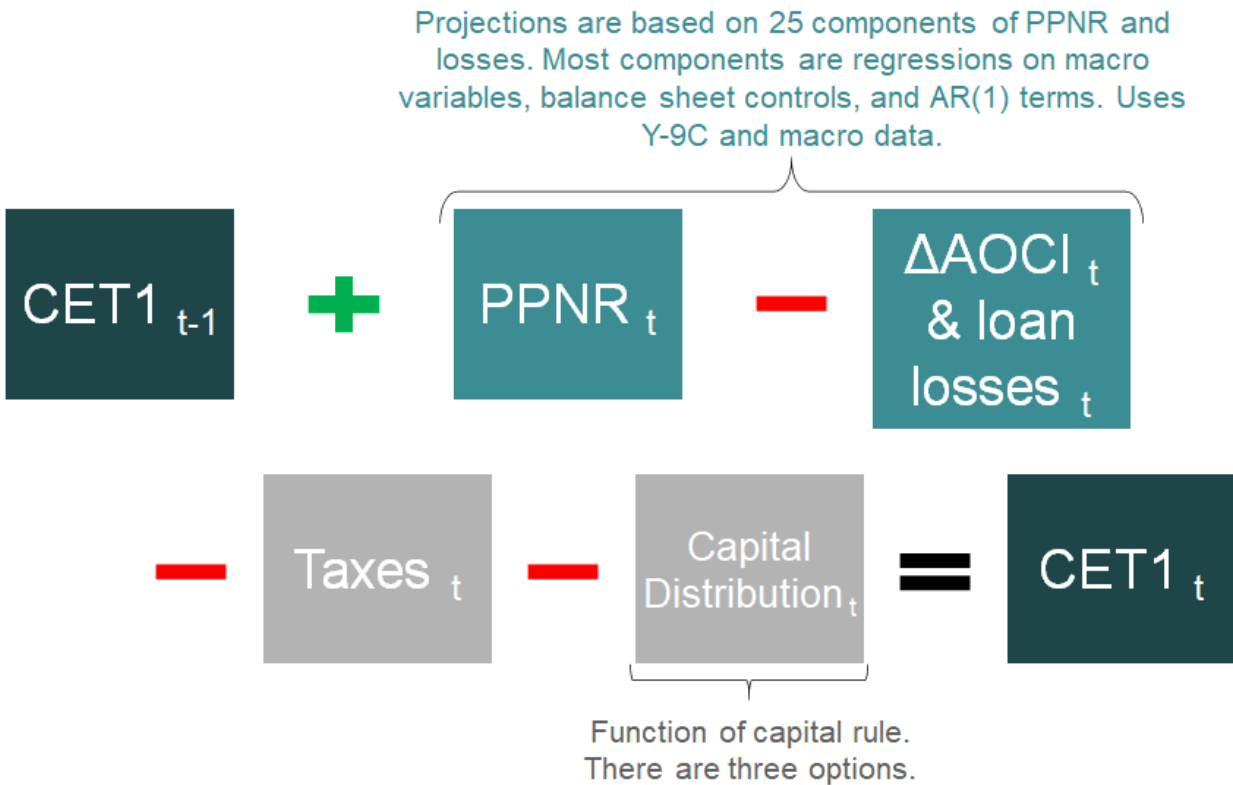 Projections are based on 25 components of PPNR and
losses. Most components are regressions on macro
variables, balance sheet controls, and AR(1) terms. Uses
Y-9C and macro data.
CET1 t-1
+
PPNR t
−
ΔAOCI t
& loan
losses t
−
Taxes t
−
Capital
Distribution t
=
CET1 t
Function of capital rule.
There are three options.